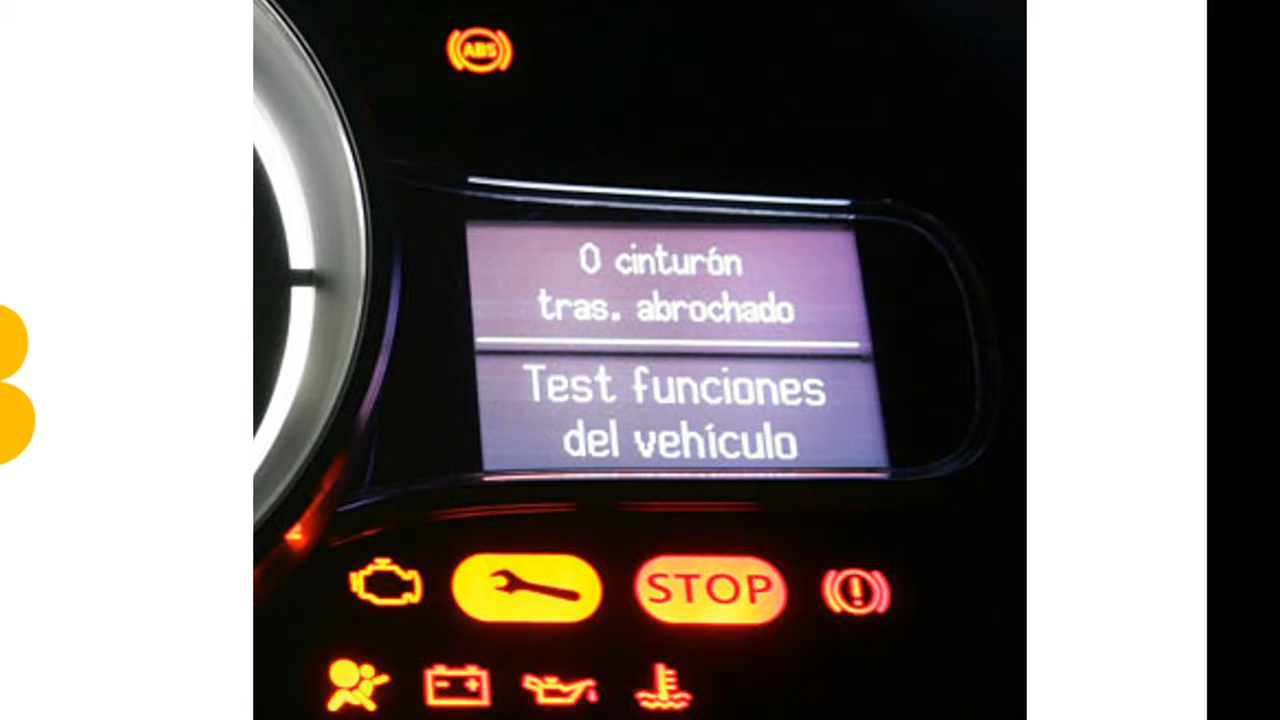 ABS
0 cinturón
tras. abrochado
Test funciones
del vehículo
STOP